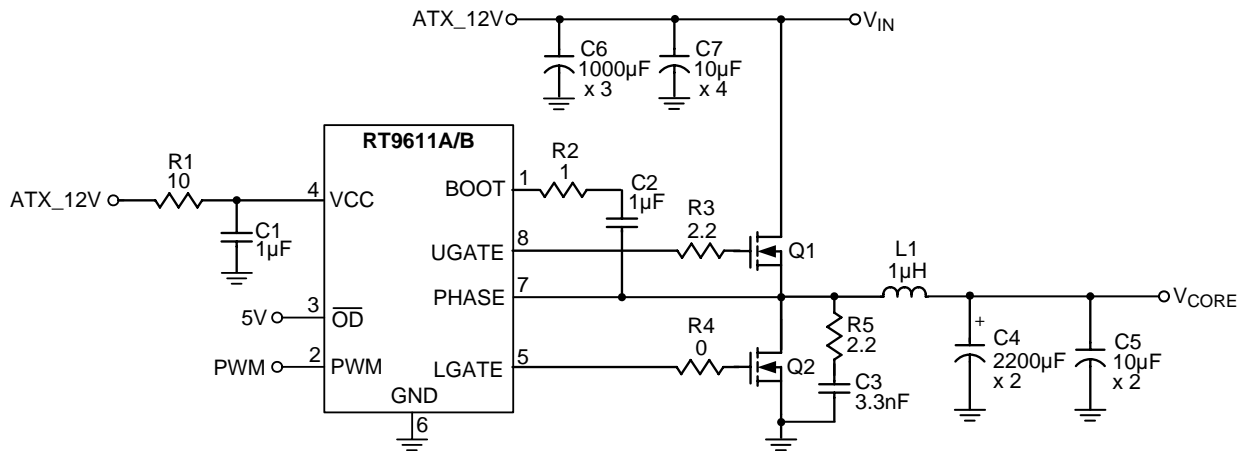 ATX_12V
V_IN
C6
1000µF
x 3
C7
10µF
x 4
RT9611A/B
R1
10
ATX_12V
4
VCC
C1
1µF
BOOT
1
R2
1
C2
1µF
UGATE
8
R3
2.2
Q1
PHASE
7
L1
1µH
V_CORE
5V
3
OD
PWM
2
PWM
LGATE
5
R4
0
Q2
R5
2.2
C3
3.3nF
+
C4
2200µF
x 2
C5
10µF
x 2
GND
6